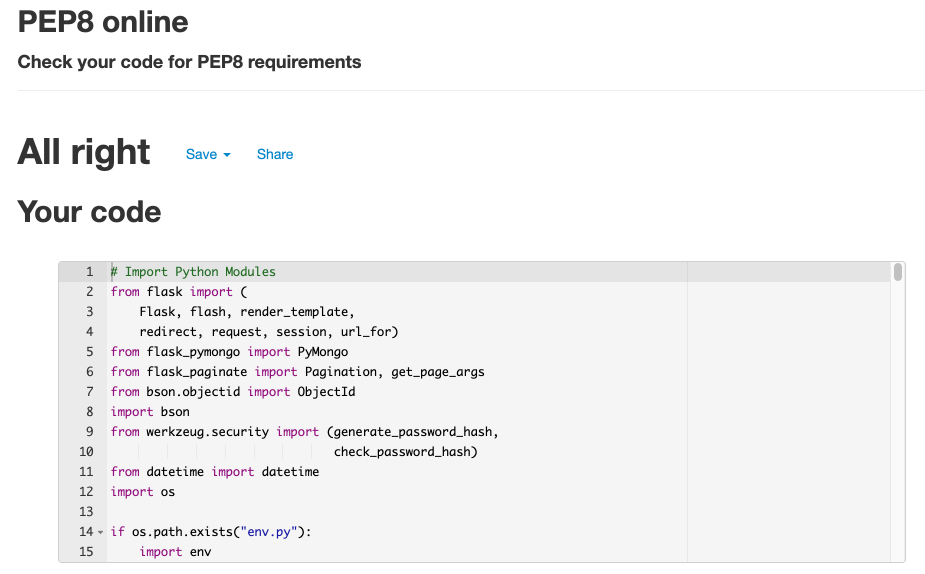 PEP8 online
Check your code for PEP8 requirements
All right Save Share
Your code
1 # Import Python Modules
2 from flask import (
3     Flask, flash, render_template,
4     redirect, request, session, url_for)
5 from flask_pymongo import PyMongo
6 from flask_paginate import Pagination, get_page_args
7 from bson.objectid import ObjectId
8 import bson
9 from werkzeug.security import (generate_password_hash,
10                                check_password_hash)
11 from datetime import datetime
12 import os
13
14 if os.path.exists("env.py"):
15     import env